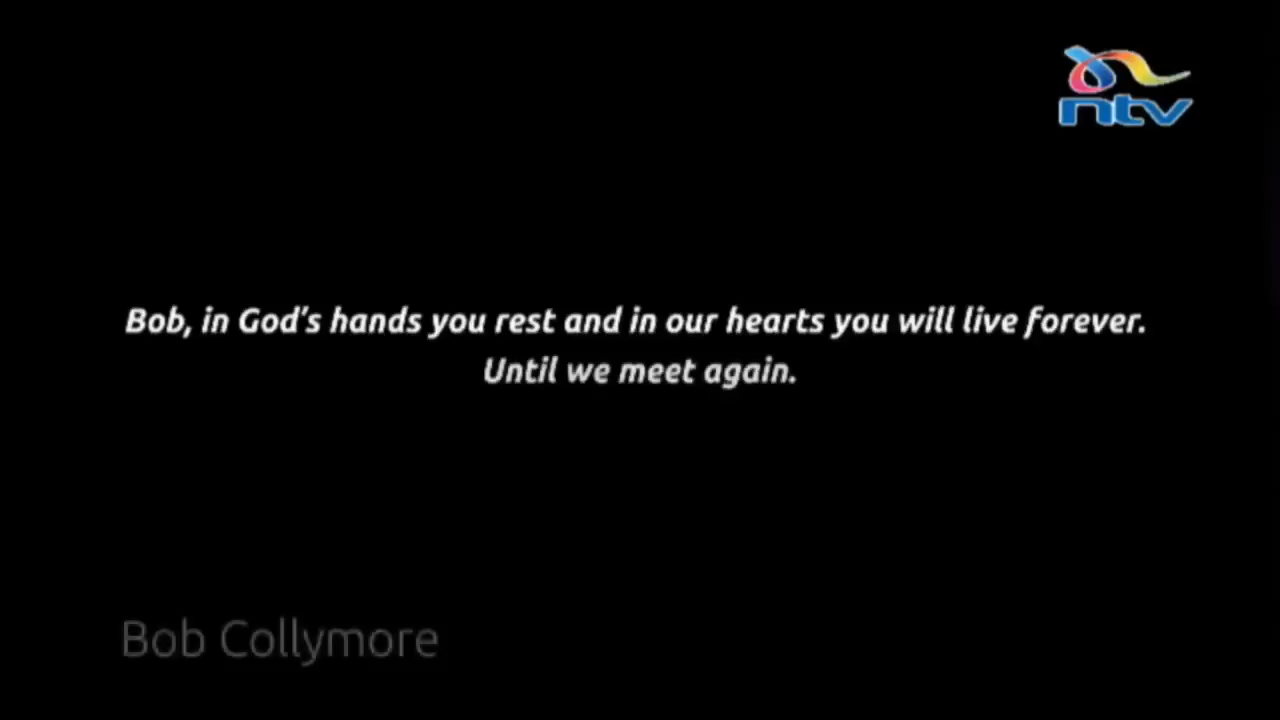 ntv
Bob, in God's hands you rest and in our hearts you will live forever.
Until we meet again.
Bob Collymore